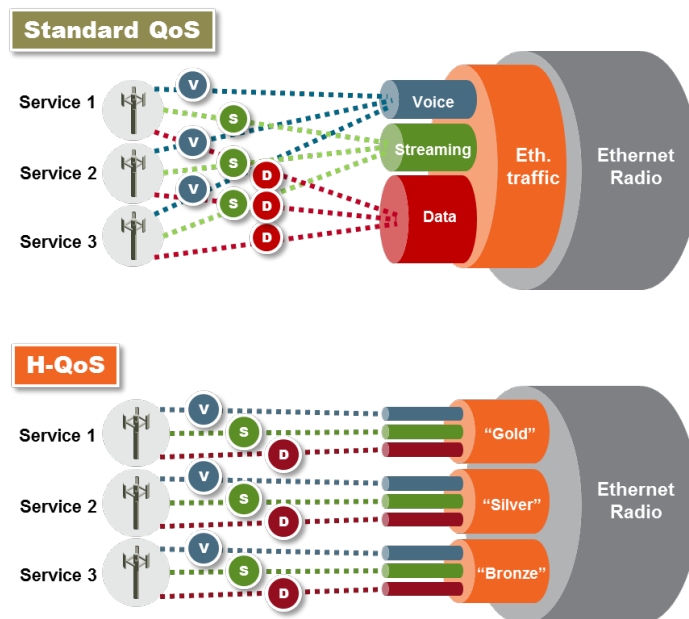 Standard QoS
Service 1
Service 2
Service 3
V
S
V
S
D
V
S
D
D
Voice
Streaming
Data
Eth.
traffic
Ethernet
Radio
H-QoS
Service 1
V
S
D
"Gold"
Service 2
V
S
D
"Silver"
Service 3
V
S
D
"Bronze"
Ethernet
Radio